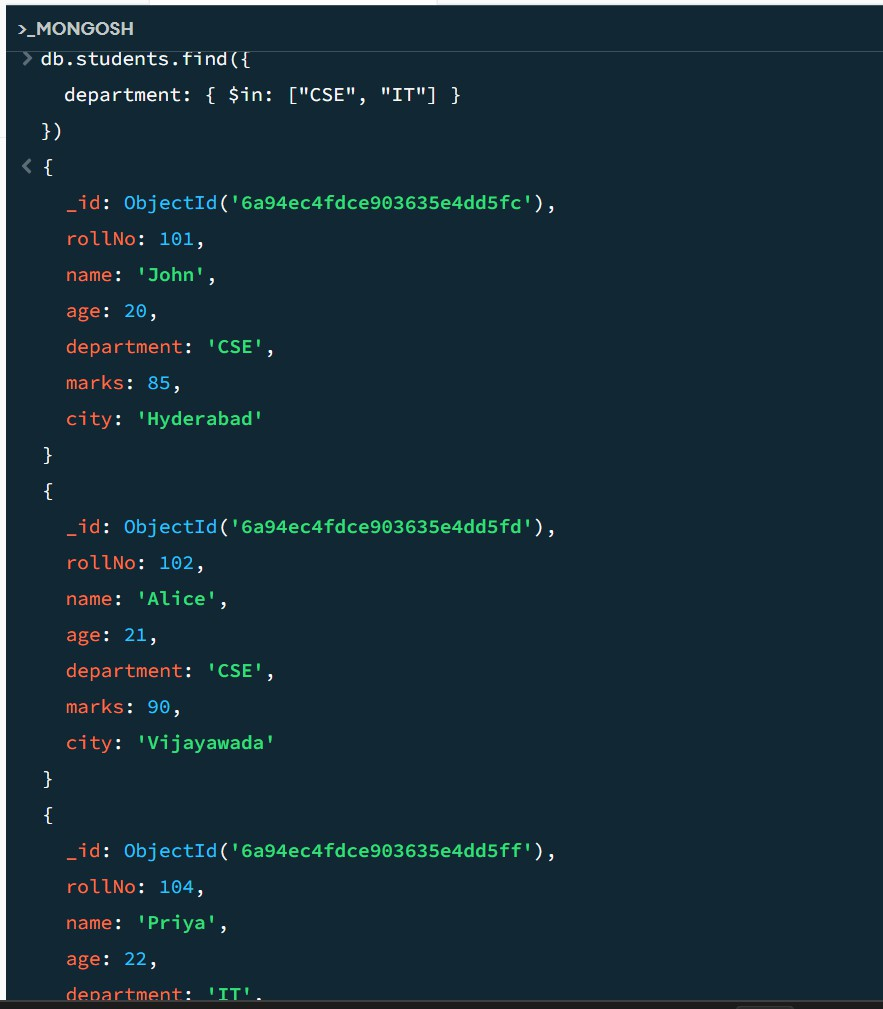 >_MONGOSH
> db.students.find({
department: { $in: ["CSE", "IT"] }
})
< {
_id: ObjectId('6a94ec4fdce903635e4dd5fc'),
rollNo: 101,
name: 'John',
age: 20,
department: 'CSE',
marks: 85,
city: 'Hyderabad'
}
{
_id: ObjectId('6a94ec4fdce903635e4dd5fd'),
rollNo: 102,
name: 'Alice',
age: 21,
department: 'CSE',
marks: 90,
city: 'Vijayawada'
}
{
_id: ObjectId('6a94ec4fdce903635e4dd5ff'),
rollNo: 104,
name: 'Priya',
age: 22,
department: 'IT',